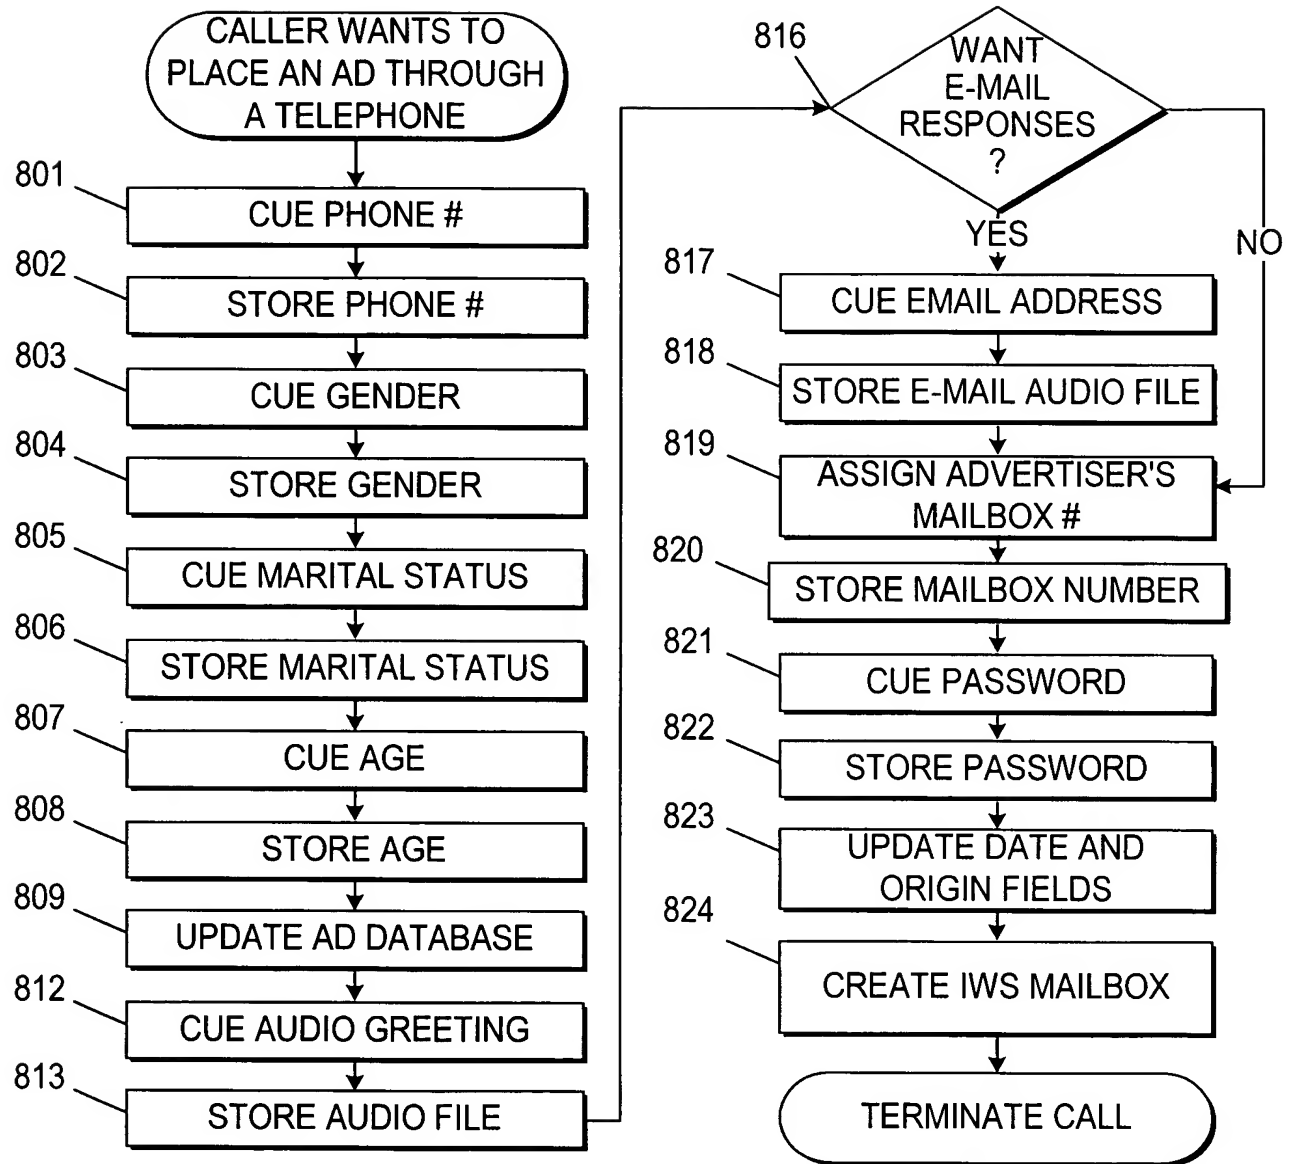 CALLER WANTS TO
PLACE AN AD THROUGH
A TELEPHONE
801
CUE PHONE #
802
STORE PHONE #
803
CUE GENDER
804
STORE GENDER
805
CUE MARITAL STATUS
806
STORE MARITAL STATUS
807
CUE AGE
808
STORE AGE
809
UPDATE AD DATABASE
812
CUE AUDIO GREETING
813
STORE AUDIO FILE
816
WANT
E-MAIL
RESPONSES
?
YES
NO
817
CUE EMAIL ADDRESS
818
STORE E-MAIL AUDIO FILE
819
ASSIGN ADVERTISER'S
MAILBOX #
820
STORE MAILBOX NUMBER
821
CUE PASSWORD
822
STORE PASSWORD
823
UPDATE DATE AND
ORIGIN FIELDS
824
CREATE IWS MAILBOX
TERMINATE CALL